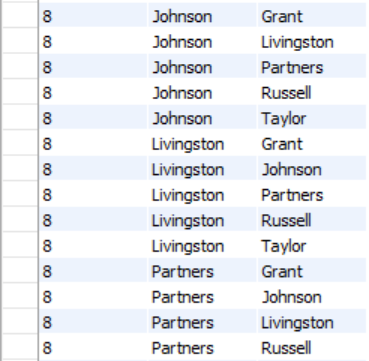 8 Johnson Grant
8 Johnson Livingston
8 Johnson Partners
8 Johnson Russell
8 Johnson Taylor
8 Livingston Grant
8 Livingston Johnson
8 Livingston Partners
8 Livingston Russell
8 Livingston Taylor
8 Partners Grant
8 Partners Johnson
8 Partners Livingston
8 Partners Russell